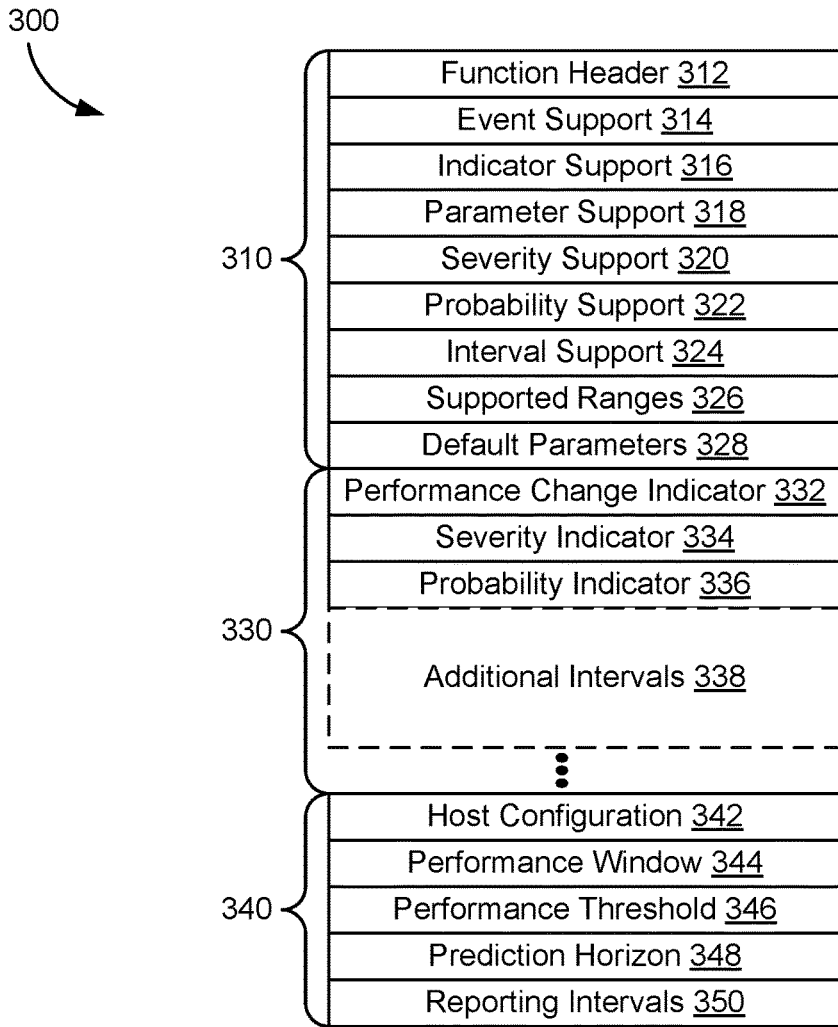 300
Function Header 312
Event Support 314
Indicator Support 316
Parameter Support 318
Severity Support 320
310
Probability Support 322
Interval Support 324
Supported Ranges 326
Default Parameters 328
Performance Change Indicator 332
Severity Indicator 334
Probability Indicator 336
330
Additional Intervals 338
Host Configuration 342
Performance Window 344
340
Performance Threshold 346
Prediction Horizon 348
Reporting Intervals 350